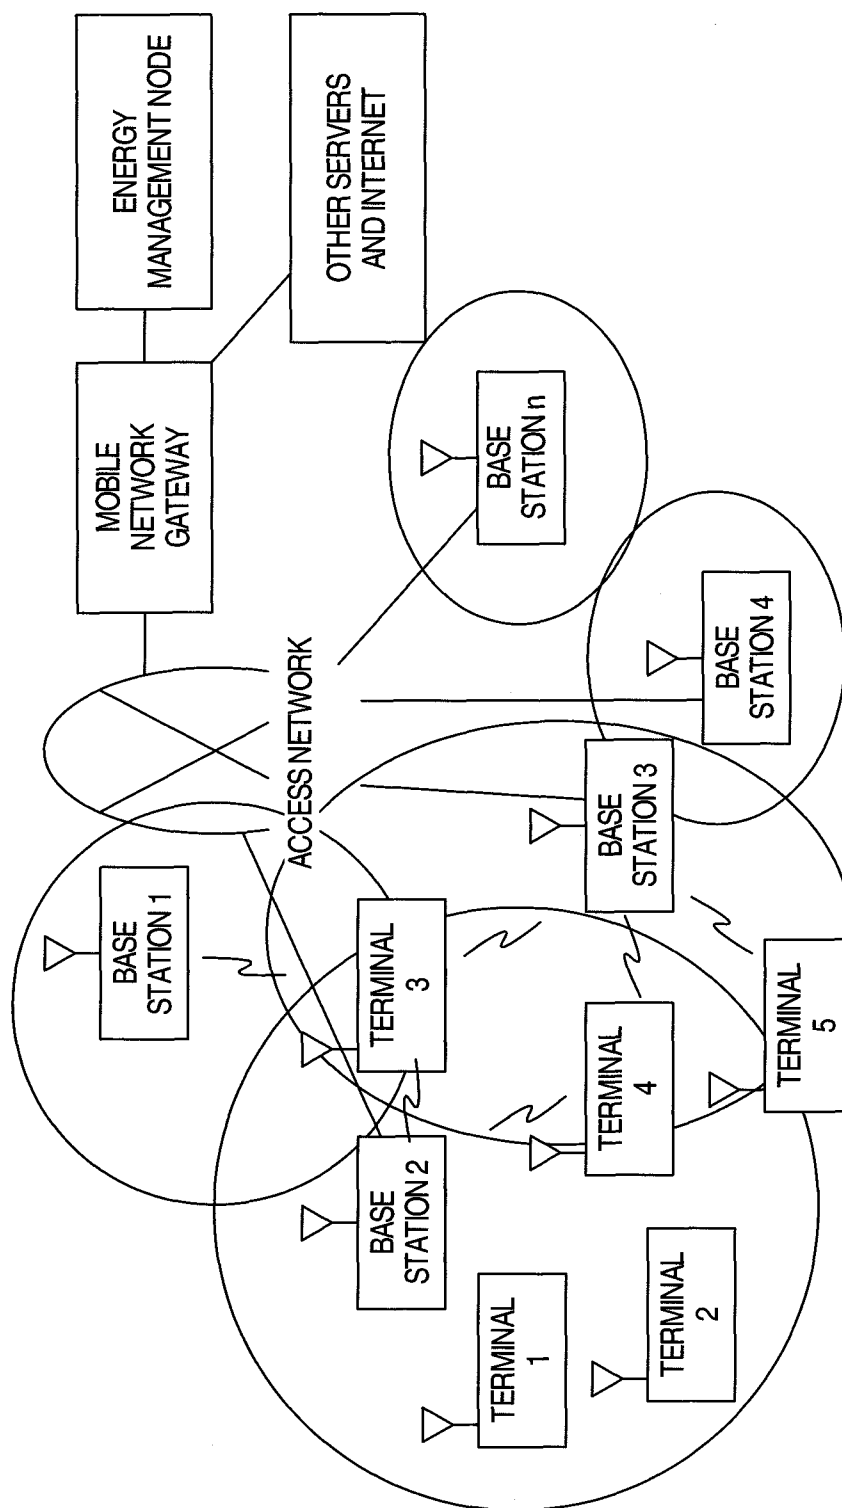 ENERGY
MANAGEMENT NODE
OTHER SERVERS
AND INTERNET
MOBILE
NETWORK
GATEWAY
BASE
STATION n
ACCESS NETWORK
BASE
STATION 4
BASE
STATION 3
BASE
STATION 1
TERMINAL
3
TERMINAL
4
TERMINAL
5
BASE
STATION 2
TERMINAL
1
TERMINAL
2